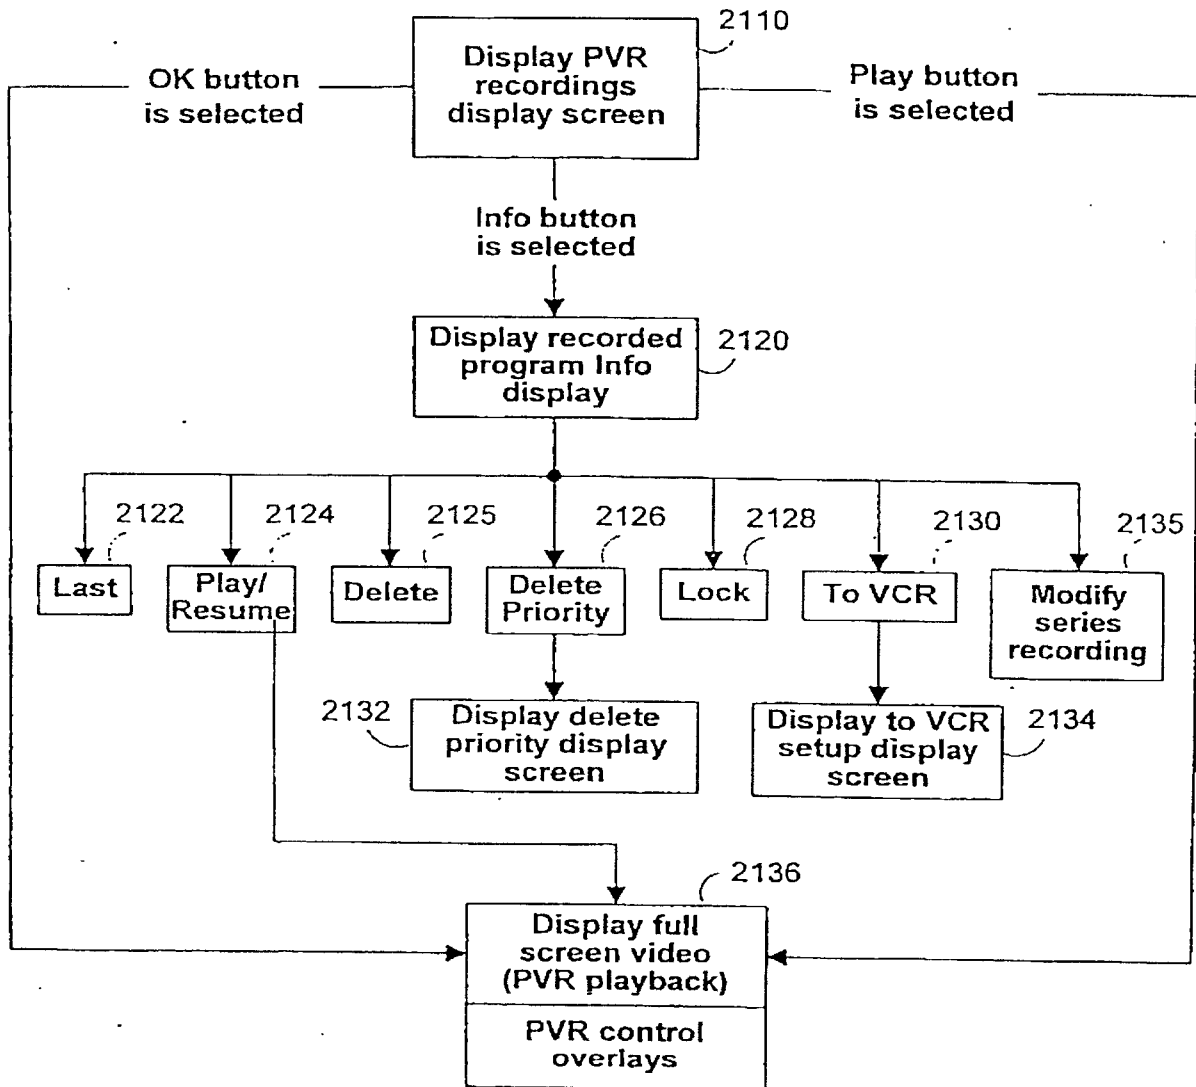 2110
Display PVR
recordings
display screen
OK button
is selected
Play button
is selected
Info button
is selected
Display recorded
program Info
display
2120
2122
2124
2125
2126
2128
2130
2135
Last
Play/
Resume
Delete
Delete
Priority
Lock
To VCR
Modify
series
recording
2132
Display delete
priority display
screen
Display to VCR
setup display
screen
2134
2136
Display full
screen video
(PVR playback)
PVR control
overlays